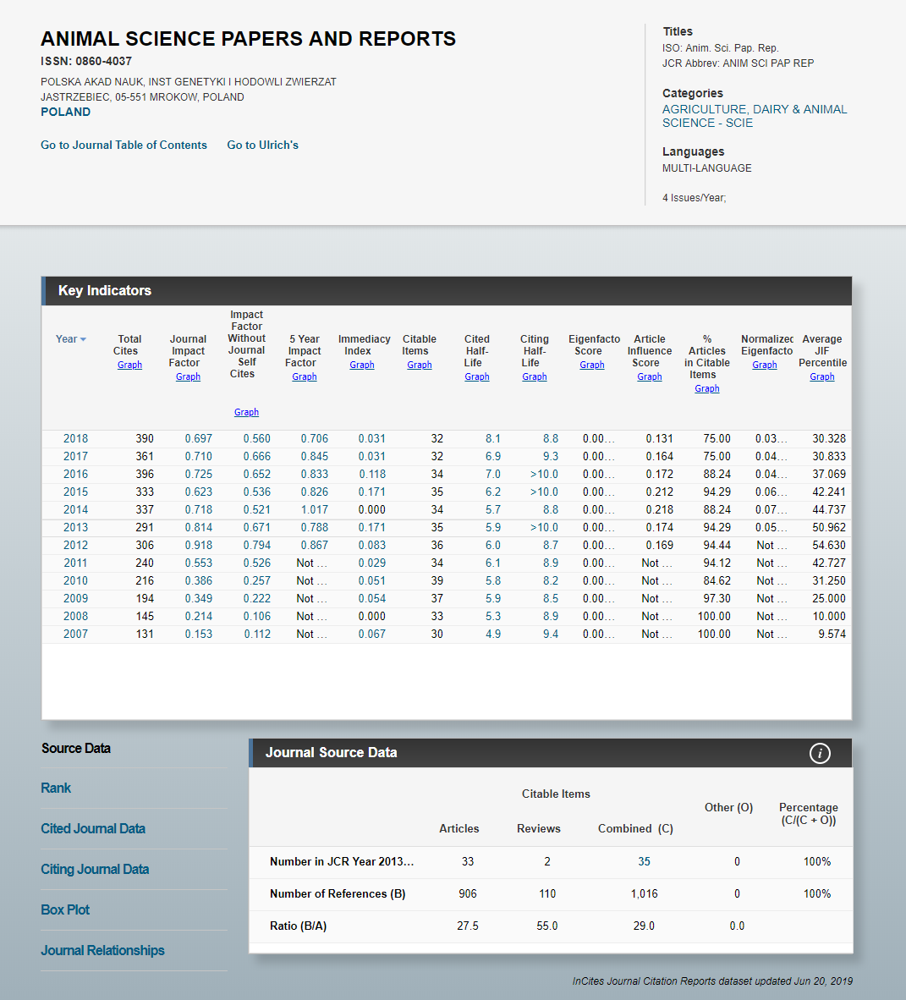 ANIMAL SCIENCE PAPERS AND REPORTS
ISSN: 0860-4037
POLSKA AKAD NAUK, INST GENETYKI I HODOWLI ZWIERZAT
JASTRZEBIEC, 05-551 MROKOW, POLAND
POLAND
Go to Journal Table of Contents Go to Ulrich's
Titles
ISO: Anim. Sci. Pap. Rep.
JCR Abbrev: ANIM SCI PAP REP
Categories
AGRICULTURE, DAIRY & ANIMAL
SCIENCE - SCIE
Languages
MULTI-LANGUAGE
4 Issues/Year;
Key Indicators
Year
Total
Cites
Graph
Journal
Impact
Factor
Graph
Impact
Factor
Without
Journal
Self
Cites
Graph
5 Year
Impact
Factor
Graph
Immediacy
Index
Graph
Citable
Items
Graph
Cited
Half-
Life
Graph
Citing
Half-
Life
Graph
Eigenfacto
Score
Graph
Article
Influence
Score
Graph
%
Articles
in Citable
Items
Graph
Normalized
Eigenfacto
Graph
Average
JIF
Percentile
Graph
2018 390 0.697 0.560 0.706 0.031 32 8.1 8.8 0.00... 0.131 75.00 0.03... 30.328
2017 361 0.710 0.666 0.845 0.031 32 6.9 9.3 0.00... 0.164 75.00 0.04... 30.833
2016 396 0.725 0.652 0.833 0.118 34 7.0 >10.0 0.00... 0.172 88.24 0.04... 37.069
2015 333 0.623 0.536 0.826 0.171 35 6.2 >10.0 0.00... 0.212 94.29 0.06... 42.241
2014 337 0.718 0.521 1.017 0.000 34 5.7 8.8 0.00... 0.218 88.24 0.07... 44.737
2013 291 0.814 0.671 0.788 0.171 35 5.9 >10.0 0.00... 0.174 94.29 0.05... 50.962
2012 306 0.918 0.794 0.867 0.083 36 6.0 8.7 0.00... 0.169 94.44 Not ... 54.630
2011 240 0.553 0.526 Not ... 0.029 34 6.1 8.9 0.00... Not ... 94.12 Not ... 42.727
2010 216 0.386 0.257 Not ... 0.051 39 5.8 8.2 0.00... Not ... 84.62 Not ... 31.250
2009 194 0.349 0.222 Not ... 0.054 37 5.9 8.5 0.00... Not ... 97.30 Not ... 25.000
2008 145 0.214 0.106 Not ... 0.000 33 5.3 8.9 0.00... Not ... 100.00 Not ... 10.000
2007 131 0.153 0.112 Not ... 0.067 30 4.9 9.4 0.00... Not ... 100.00 Not ... 9.574
Source Data
Rank
Cited Journal Data
Citing Journal Data
Box Plot
Journal Relationships
Journal Source Data i
Citable Items
Articles Reviews Combined (C)
Other (O)
Percentage
(C/(C + O))
Number in JCR Year 2013... 33 2 35 0 100%
Number of References (B) 906 110 1,016 0 100%
Ratio (B/A) 27.5 55.0 29.0 0.0
InCites Journal Citation Reports dataset updated Jun 20, 2019